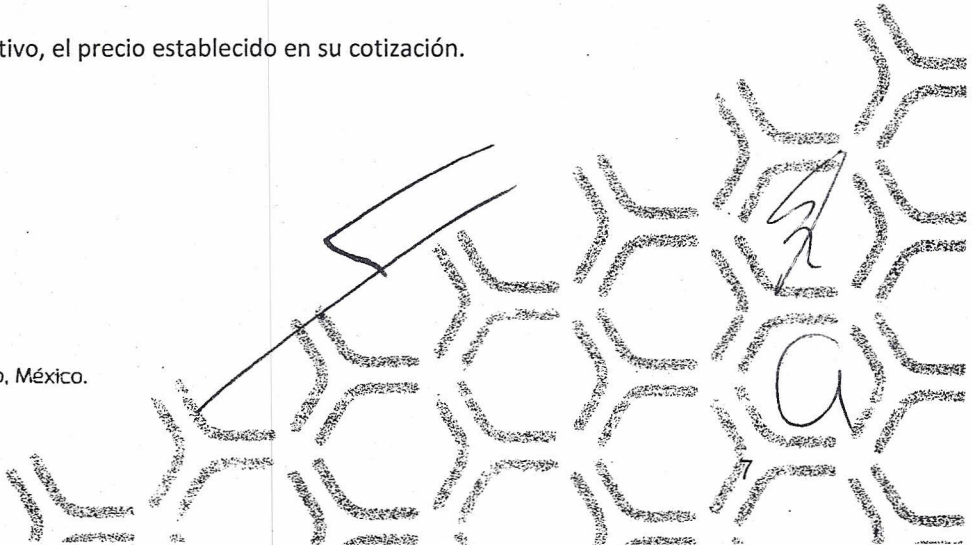 tivo, el precio establecido en su cotización.
o, México.
7